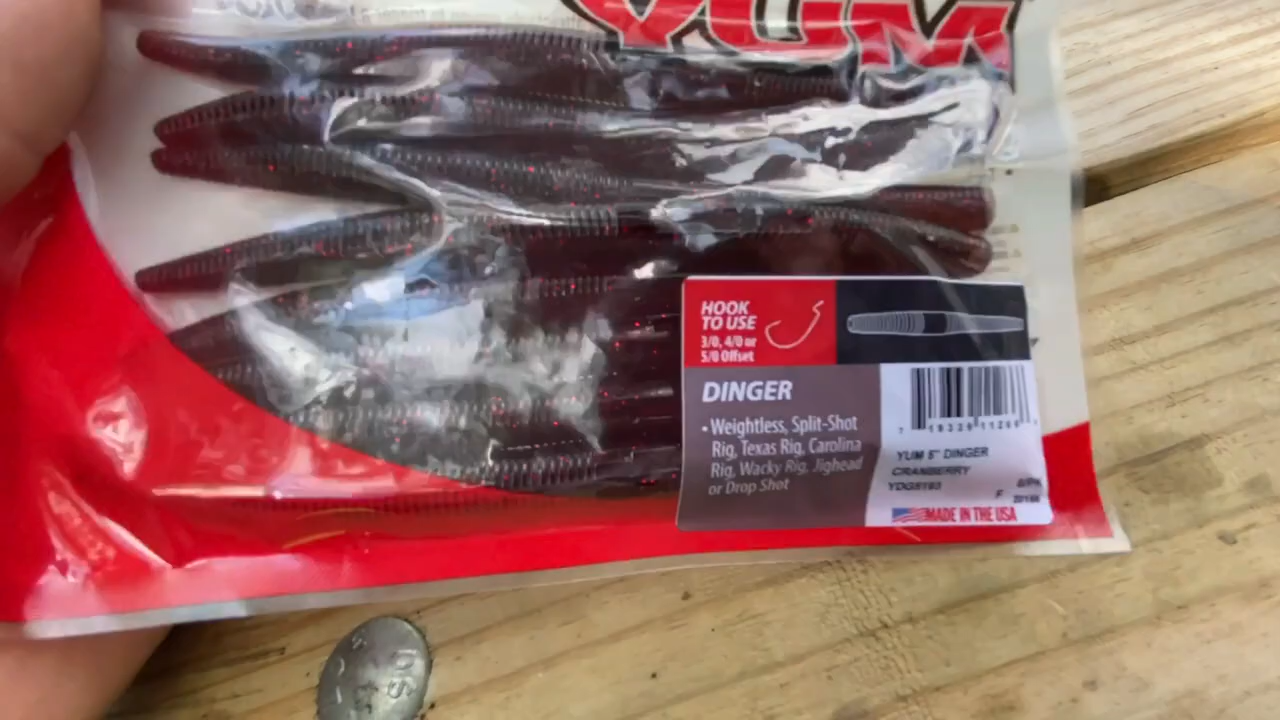 YUM
HOOK
TO USE
3/0, 4/0 or
5/0 Offset
DINGER
• Weightless, Split-Shot
Rig, Texas Rig, Carolina
Rig, Wacky Rig, Jighead
or Drop Shot
YUM 5" DINGER
CRANBERRY
F
MADE IN THE USA